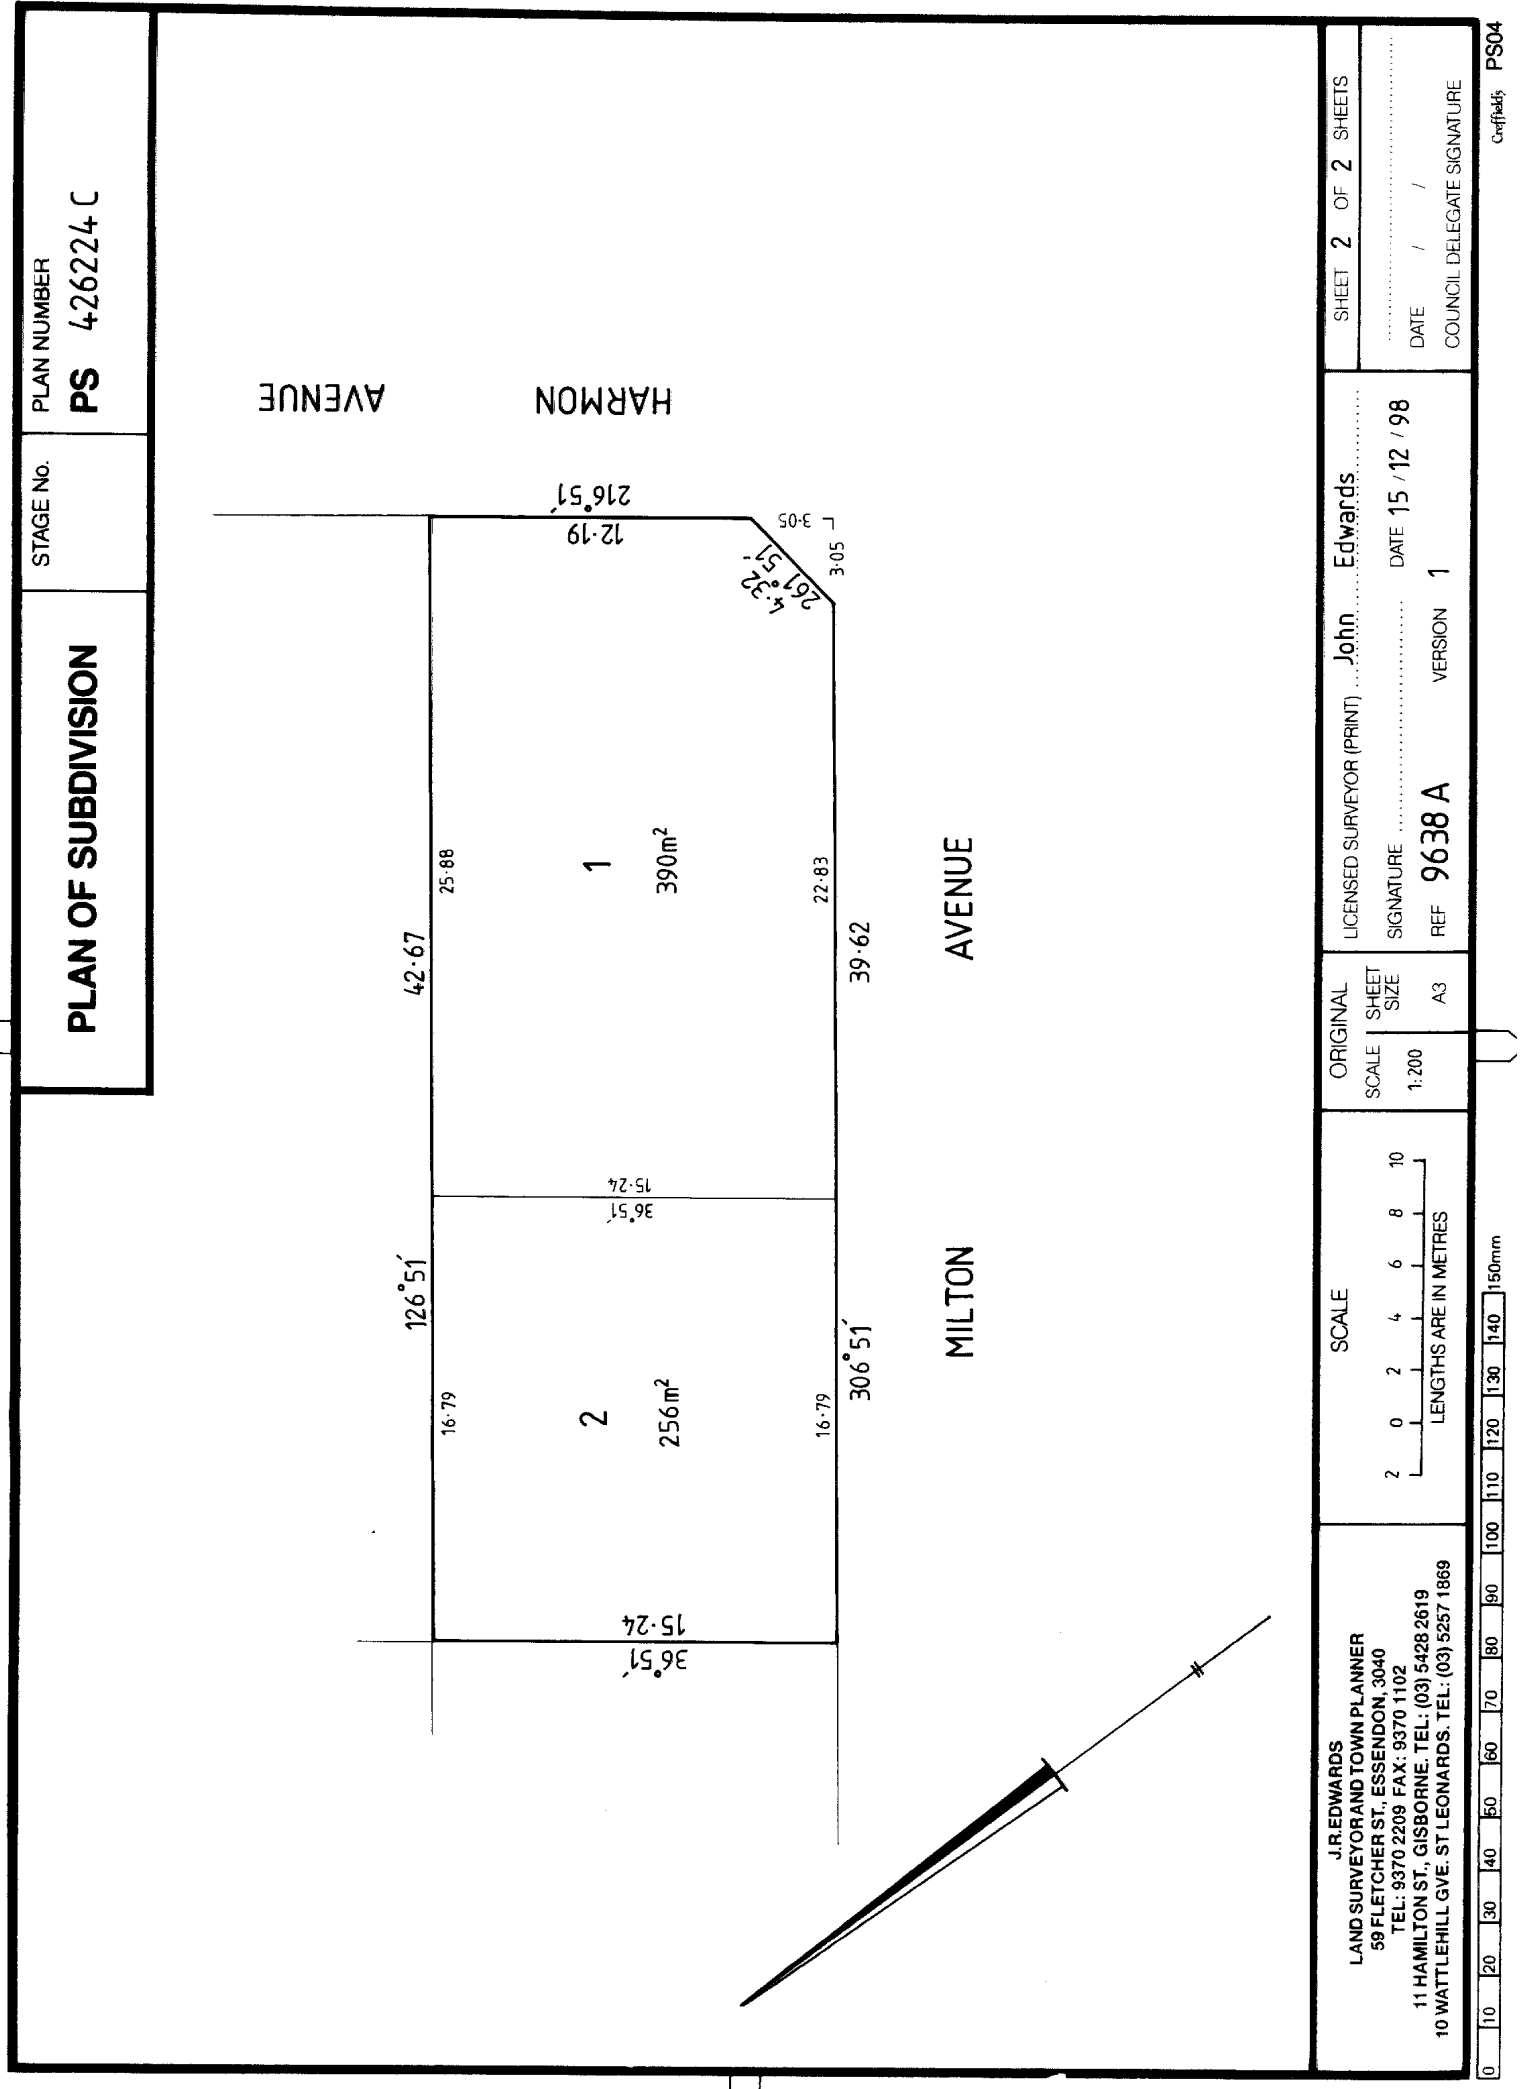 PLAN OF SUBDIVISION
STAGE No.
PLAN NUMBER
PS 426224 C
42·67
126°51′
16·79
25·88
HARMON AVENUE
216°51′
12·19
3·05
3·05
4·32
261°51′
1
390m²
22·83
39·62
15·24
36°51′
2
256m²
16·79
306°51′
15·24
36°51′
MILTON AVENUE
J.R.EDWARDS
LAND SURVEYOR AND TOWN PLANNER
59 FLETCHER ST., ESSENDON, 3040
TEL: 9370 2209 FAX: 9370 1102
11 HAMILTON ST., GISBORNE. TEL: (03) 5428 2619
10 WATTLEHILL GVE. ST LEONARDS. TEL: (03) 5257 1869
SCALE
2 0 2 4 6 8 10
LENGTHS ARE IN METRES
ORIGINAL
SCALE
SHEET SIZE
1:200
A3
LICENSED SURVEYOR (PRINT) John Edwards
SIGNATURE DATE 15 / 12 / 98
REF 9638 A VERSION 1
SHEET 2 OF 2 SHEETS
DATE / /
COUNCIL DELEGATE SIGNATURE
0 10 20 30 40 50 60 70 80 90 100 110 120 130 140 150mm
Creffields PS04